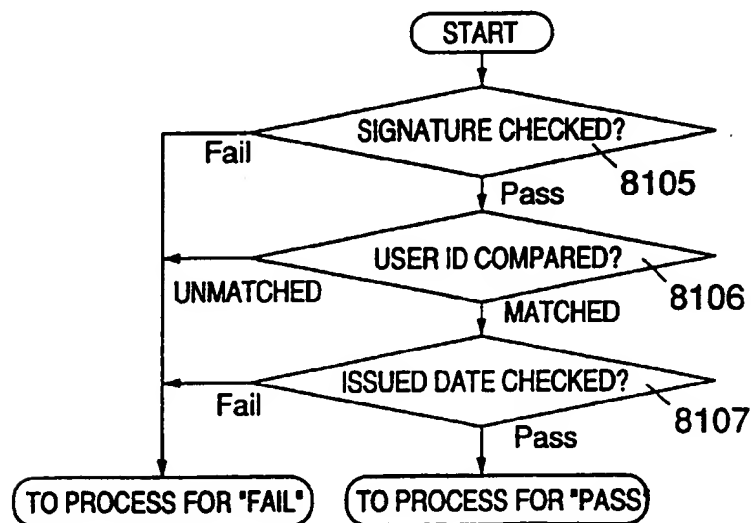 START
SIGNATURE CHECKED?
Fail
8105
Pass
USER ID COMPARED?
UNMATCHED
8106
MATCHED
ISSUED DATE CHECKED?
Fail
8107
Pass
TO PROCESS FOR "FAIL"
TO PROCESS FOR "PASS